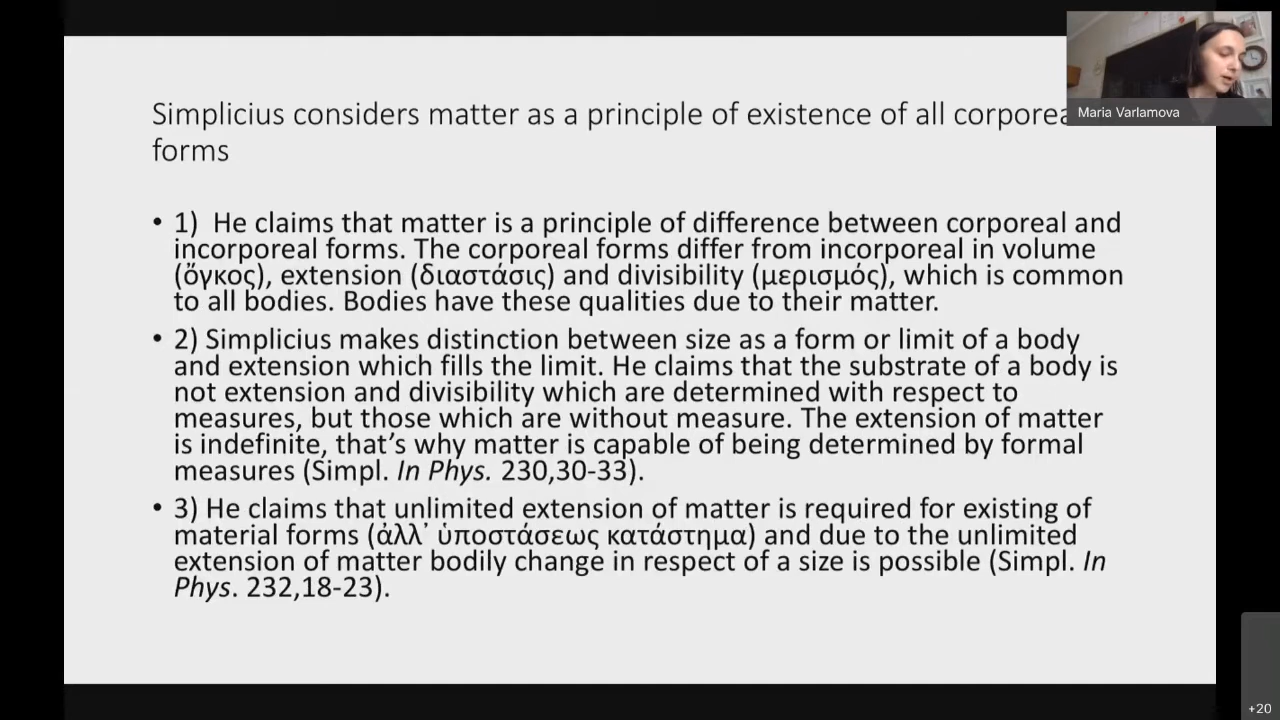 Simplicius considers matter as a principle of existence of all corporea
forms
• 1) He claims that matter is a principle of difference between corporeal and
incorporeal forms. The corporeal forms differ from incorporeal in volume
(ὄγκος), extension (διαστάσις) and divisibility (μερισμός), which is common
to all bodies. Bodies have these qualities due to their matter.
• 2) Simplicius makes distinction between size as a form or limit of a body
and extension which fills the limit. He claims that the substrate of a body is
not extension and divisibility which are determined with respect to
measures, but those which are without measure. The extension of matter
is indefinite, that’s why matter is capable of being determined by formal
measures (Simpl. In Phys. 230,30-33).
• 3) He claims that unlimited extension of matter is required for existing of
material forms (ἀλλ᾽ ὑποστάσεως κατάστημα) and due to the unlimited
extension of matter bodily change in respect of a size is possible (Simpl. In
Phys. 232,18-23).
Maria Varlamova
+20